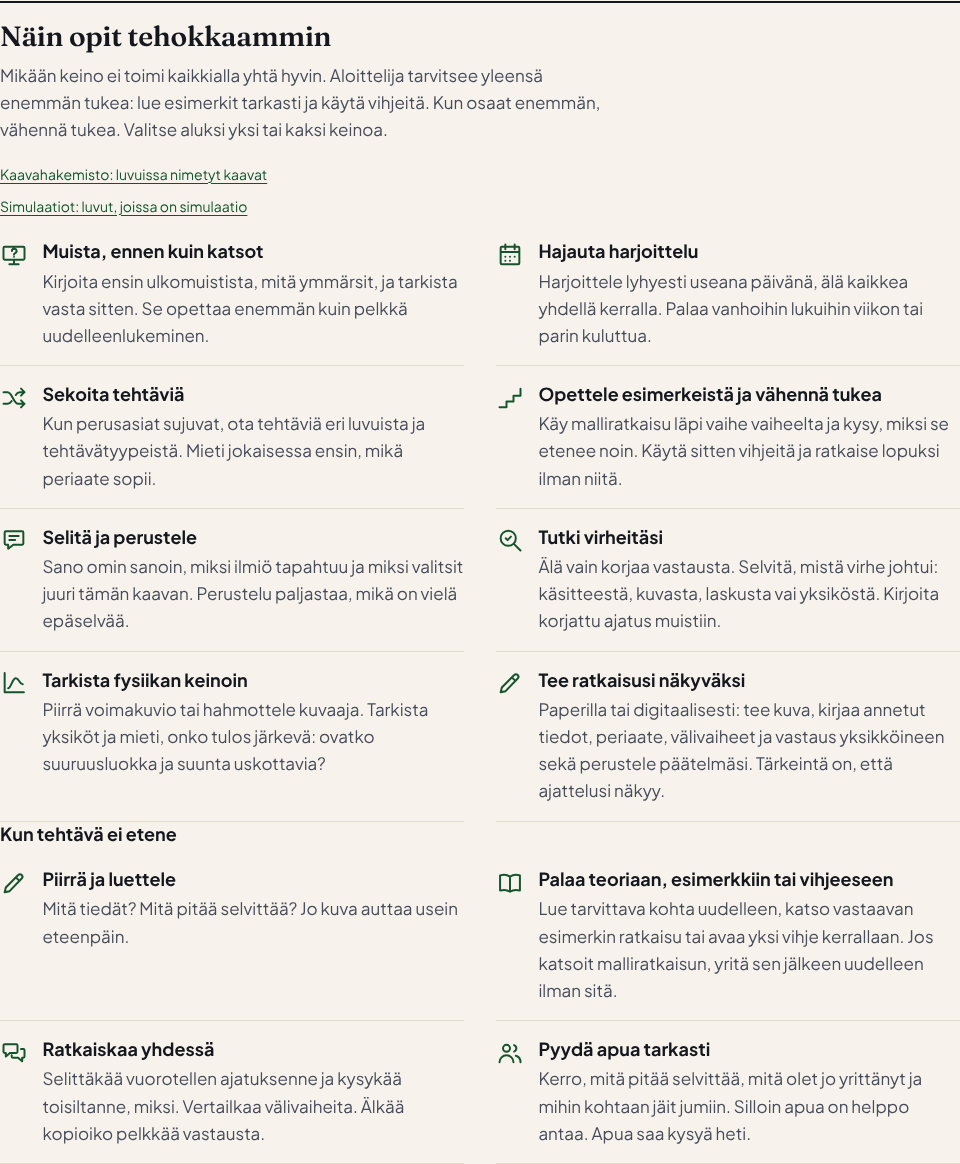 Näin opit tehokkaammin
Mikään keino ei toimi kaikkialla yhtä hyvin. Aloittelija tarvitsee yleensä
enemmän tukea: lue esimerkit tarkasti ja käytä vihjeitä. Kun osaat enemmän,
vähennä tukea. Valitse aluksi yksi tai kaksi keinoa.
Kaavahakemisto: luvuissa nimetyt kaavat
Simulaatiot: luvut, joissa on simulaatio
Muista, ennen kuin katsot
Kirjoita ensin ulkomuistista, mitä ymmärsit, ja tarkista
vasta sitten. Se opettaa enemmän kuin pelkkä
uudelleenlukeminen.
Hajauta harjoittelu
Harjoittele lyhyesti useana päivänä, älä kaikkea
yhdellä kerralla. Palaa vanhoihin lukuihin viikon tai
parin kuluttua.
Sekoita tehtäviä
Kun perusasiat sujuvat, ota tehtäviä eri luvuista ja
tehtävätyypeistä. Mieti jokaisessa ensin, mikä
periaate sopii.
Opettele esimerkeistä ja vähennä tukea
Käy malliratkaisu läpi vaihe vaiheelta ja kysy, miksi se
etenee noin. Käytä sitten vihjeitä ja ratkaise lopuksi
ilman niitä.
Selitä ja perustele
Sano omin sanoin, miksi ilmiö tapahtuu ja miksi valitsit
juuri tämän kaavan. Perustelu paljastaa, mikä on vielä
epäselvää.
Tutki virheitäsi
Älä vain korjaa vastausta. Selvitä, mistä virhe johtui:
käsitteestä, kuvasta, laskusta vai yksiköstä. Kirjoita
korjattu ajatus muistiin.
Tarkista fysiikan keinoin
Piirrä voimakuvio tai hahmottele kuvaaja. Tarkista
yksiköt ja mieti, onko tulos järkevä: ovatko
suuruusluokka ja suunta uskottavia?
Tee ratkaisusi näkyväksi
Paperilla tai digitaalisesti: tee kuva, kirjaa annetut
tiedot, periaate, välivaiheet ja vastaus yksikköineen
sekä perustele päätelmäsi. Tärkeintä on, että
ajattelusi näkyy.
Kun tehtävä ei etene
Piirrä ja luettele
Mitä tiedät? Mitä pitää selvittää? Jo kuva auttaa usein
eteenpäin.
Palaa teoriaan, esimerkkiin tai vihjeeseen
Lue tarvittava kohta uudelleen, katso vastaavan
esimerkin ratkaisu tai avaa yksi vihje kerrallaan. Jos
katsoit malliratkaisun, yritä sen jälkeen uudelleen
ilman sitä.
Ratkaiskaa yhdessä
Selittäkää vuorotellen ajatuksenne ja kysykää
toisiltanne, miksi. Vertailkaa välivaiheita. Älkää
kopioiko pelkkää vastausta.
Pyydä apua tarkasti
Kerro, mitä pitää selvittää, mitä olet jo yrittänyt ja
mihin kohtaan jäit jumiin. Silloin apua on helppo
antaa. Apua saa kysyä heti.